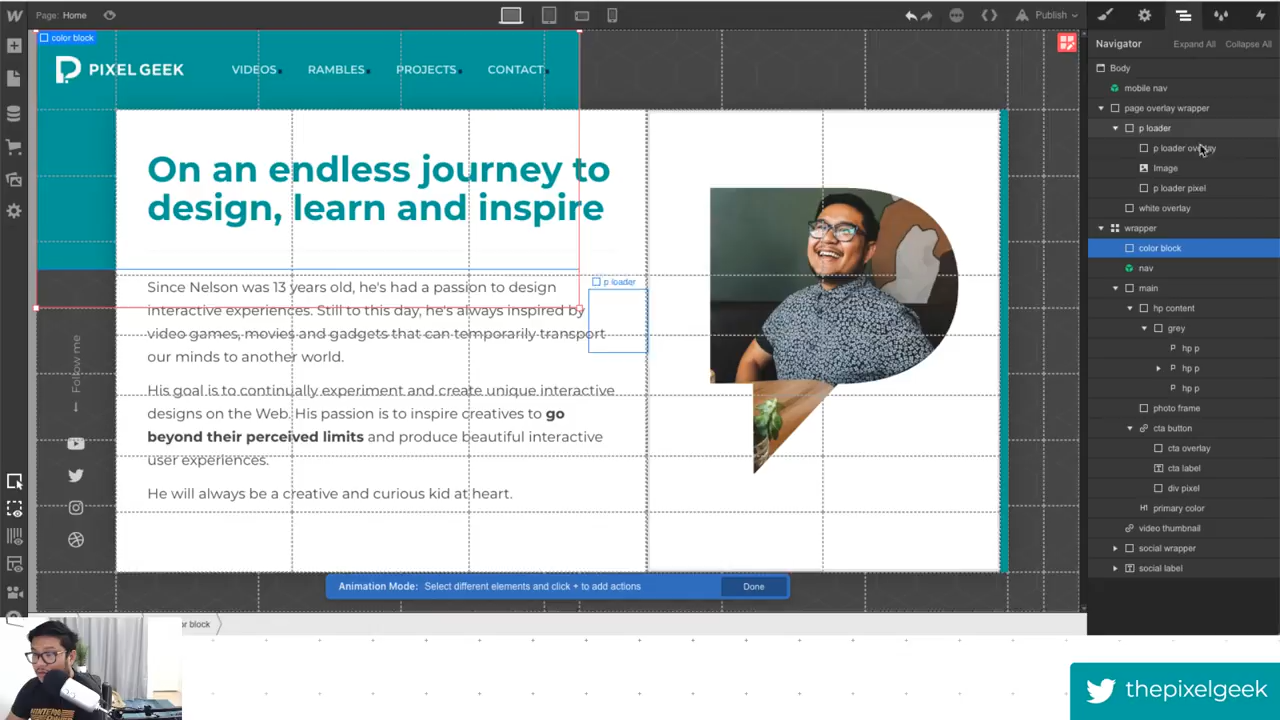 Page: Home
Publish
color block
PIXEL GEEK
VIDEOS
RAMBLES
PROJECTS
CONTACT
On an endless journey to
design, learn and inspire
Since Nelson was 13 years old, he's had a passion to design
interactive experiences. Still to this day, he's always inspired by
video games, movies and gadgets that can temporarily transport
our minds to another world.
His goal is to continually experiment and create unique interactive
designs on the Web. His passion is to inspire creatives to go
beyond their perceived limits and produce beautiful interactive
user experiences.
He will always be a creative and curious kid at heart.
p loader
Follow me
Animation Mode: Select different elements and click + to add actions
Done
Navigator
Expand All
Collapse All
Body
mobile nav
page overlay wrapper
p loader
p loader overlay
Image
p loader pixel
white overlay
wrapper
color block
nav
main
hp content
grey
hp p
hp p
hp p
photo frame
cta button
cta overlay
cta label
div pixel
H1 primary color
video thumbnail
social wrapper
social label
or block
thepixelgeek